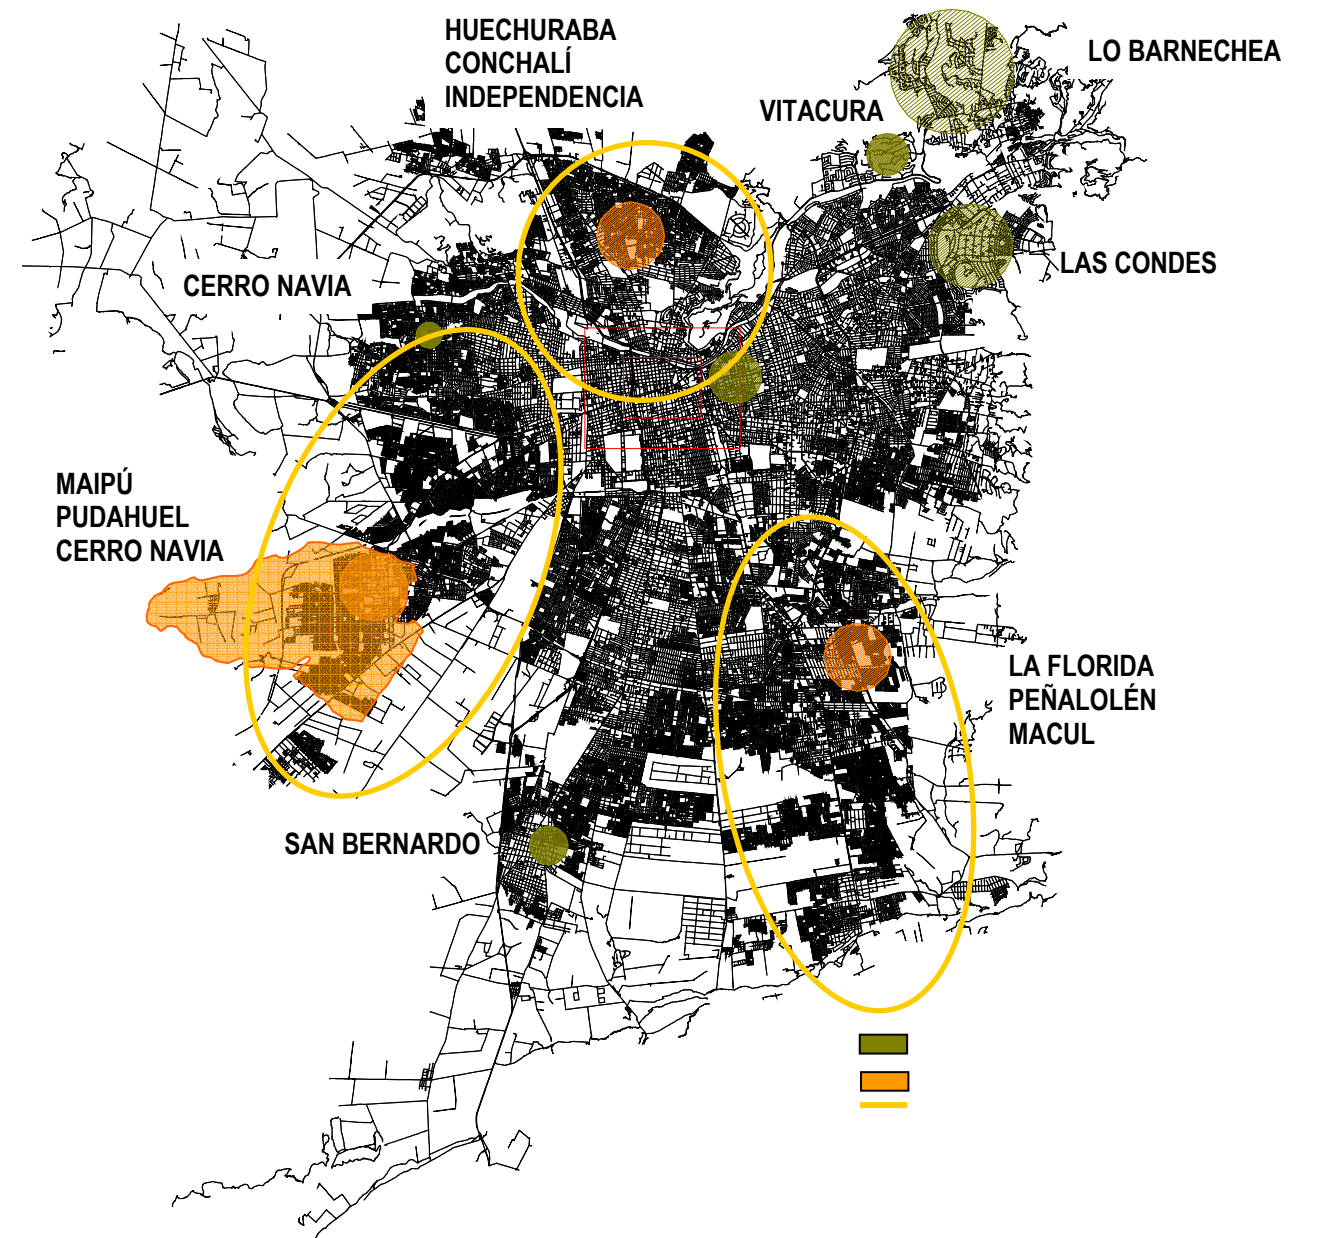 HUECHURABA
CONCHALÍ
INDEPENDENCIA
LO BARNECHEA
VITACURA
LAS CONDES
CERRO NAVIA
MAIPÚ
PUDAHUEL
CERRO NAVIA
LA FLORIDA
PEÑALOLÉN
MACUL
SAN BERNARDO